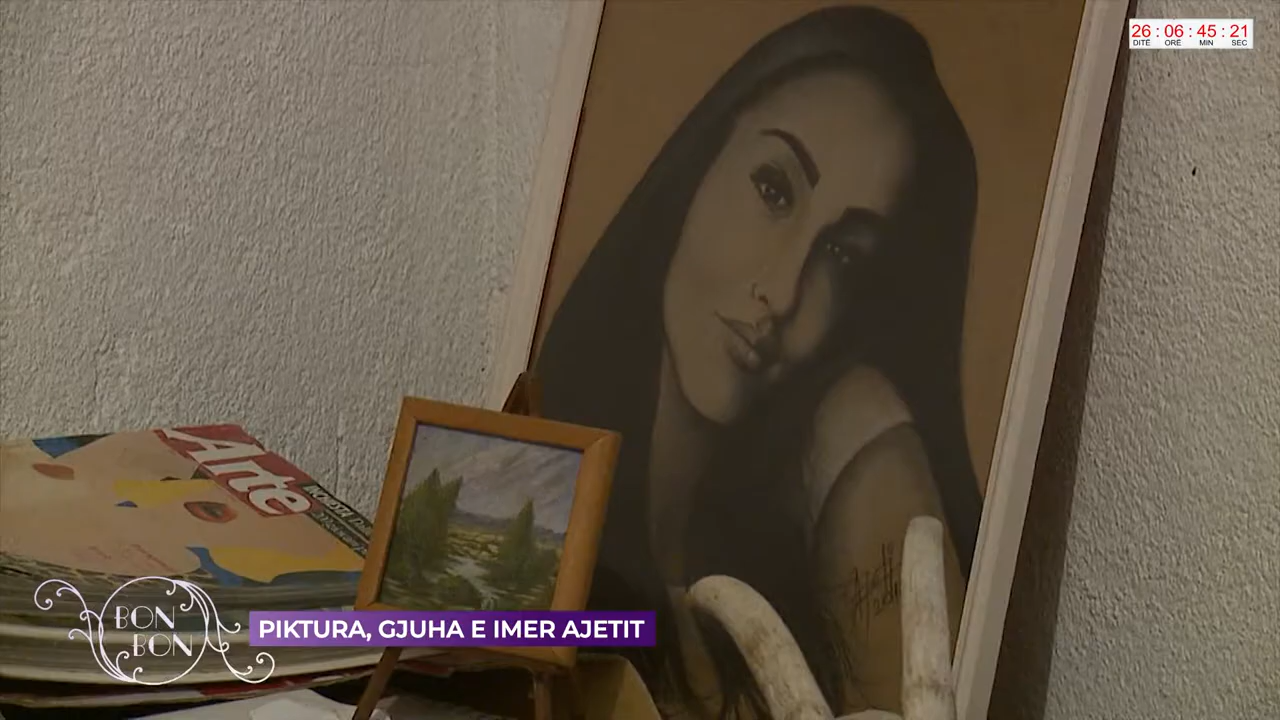 26 : 06 : 45 : 21
DITË ORË MIN SEC
Arte
BON
BON
PIKTURA, GJUHA E IMER AJETIT